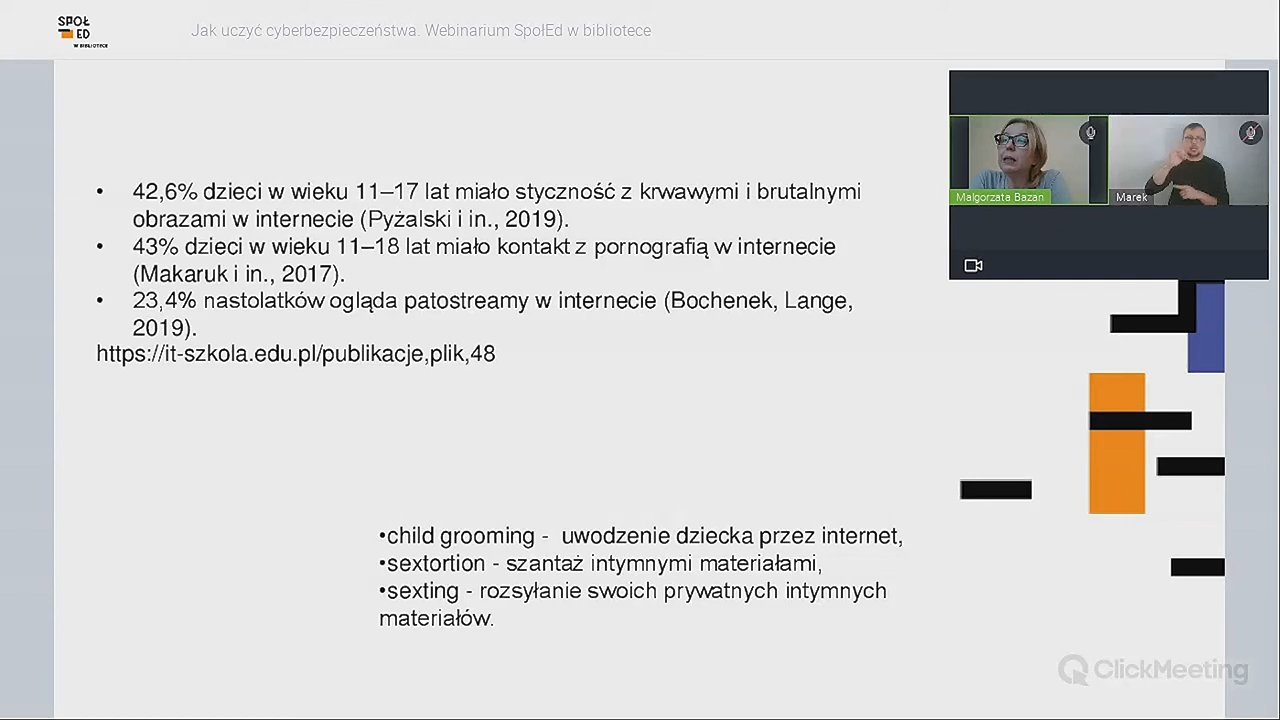 SPOŁ
ED
W BIBLIOTECE
Jak uczyć cyberbezpieczeństwa. Webinarium SpołEd w bibliotece
Małgorzata Bazan
Marek
• 42,6% dzieci w wieku 11–17 lat miało styczność z krwawymi i brutalnymi
obrazami w internecie (Pyżalski i in., 2019).
• 43% dzieci w wieku 11–18 lat miało kontakt z pornografią w internecie
(Makaruk i in., 2017).
• 23,4% nastolatków ogląda patostreamy w internecie (Bochenek, Lange,
2019).
https://it-szkola.edu.pl/publikacje,plik,48
•child grooming - uwodzenie dziecka przez internet,
•sextortion - szantaż intymnymi materiałami,
•sexting - rozsyłanie swoich prywatnych intymnych
materiałów.
ClickMeeting